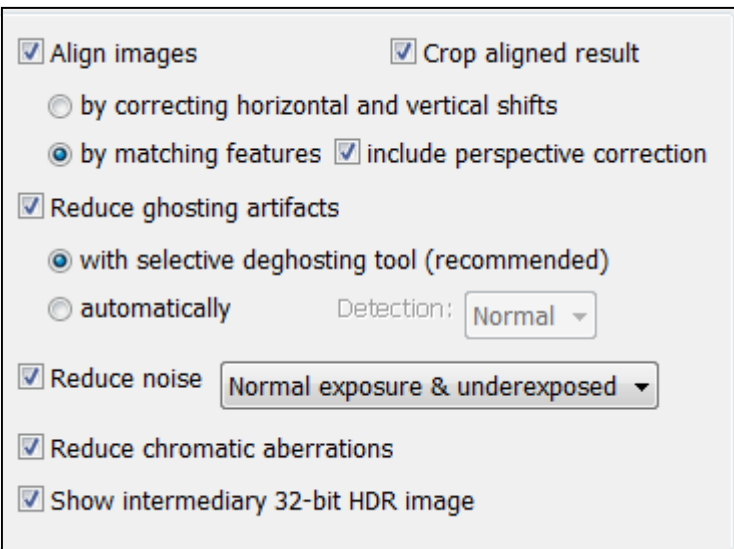 Align images Crop aligned result
by correcting horizontal and vertical shifts
by matching features include perspective correction
Reduce ghosting artifacts
with selective deghosting tool (recommended)
automatically Detection: Normal
Reduce noise Normal exposure & underexposed
Reduce chromatic aberrations
Show intermediary 32-bit HDR image